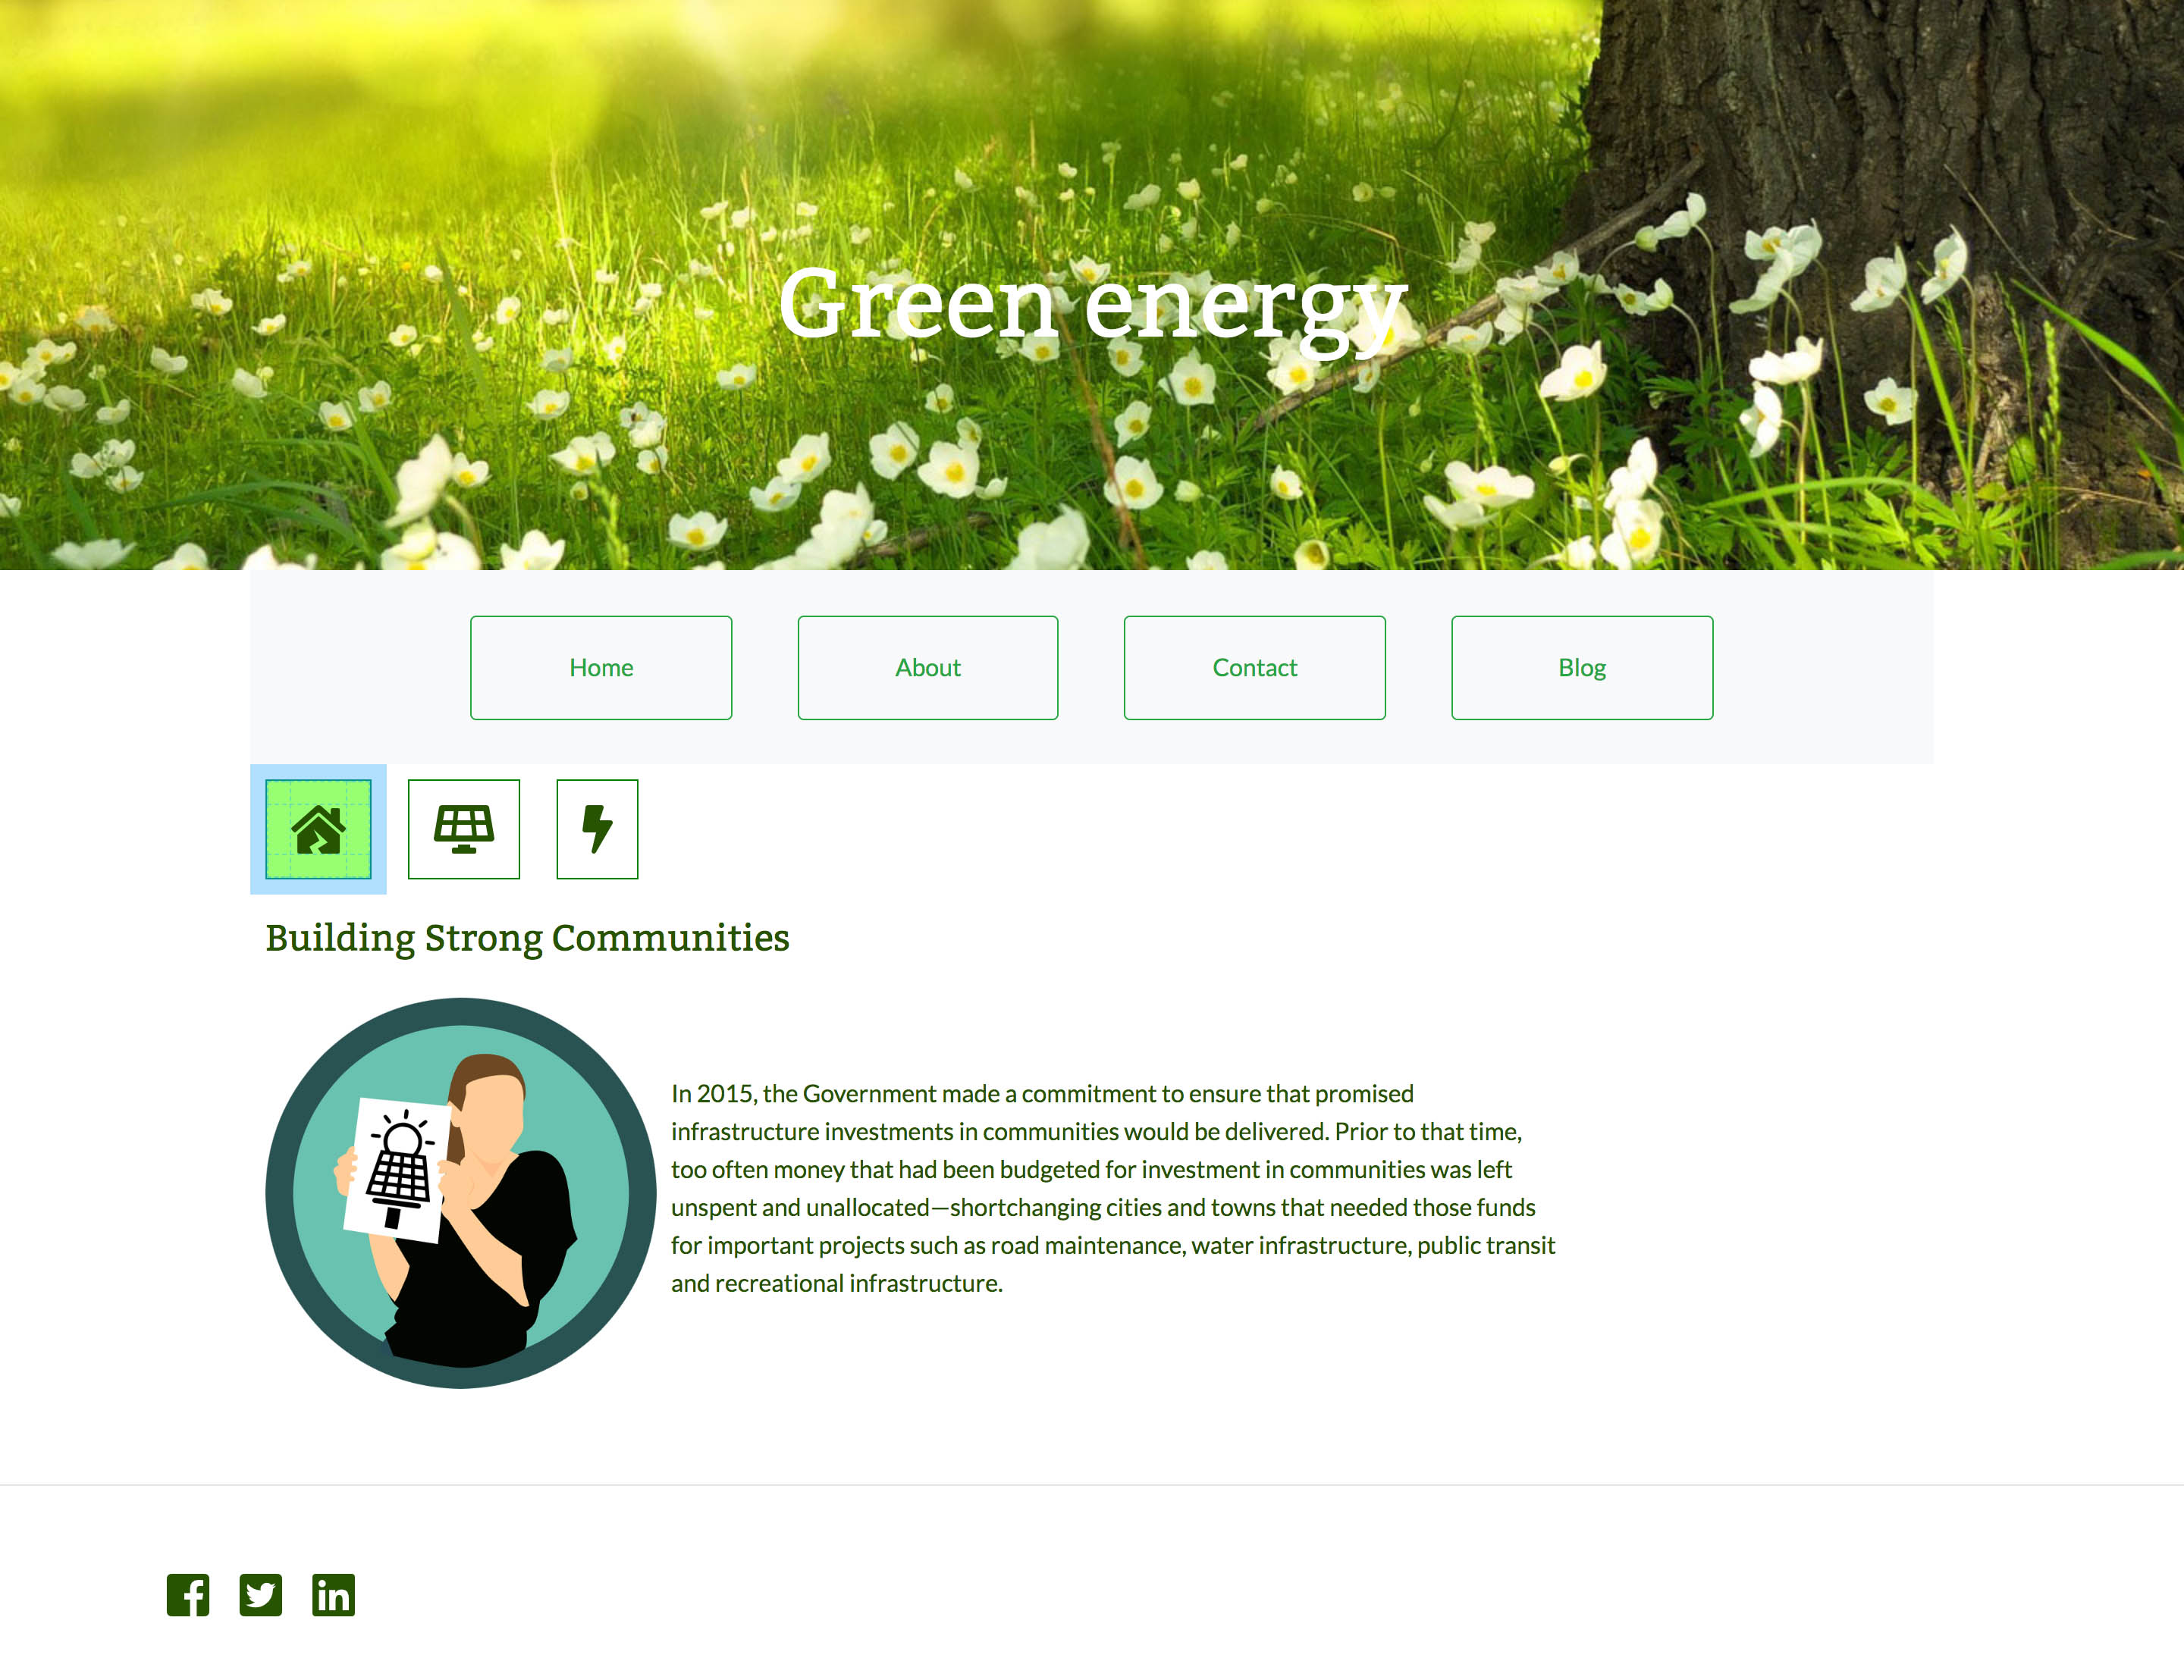 Green energy
Home
About
Contact
Blog
Building Strong Communities
In 2015, the Government made a commitment to ensure that promised
infrastructure investments in communities would be delivered. Prior to that time,
too often money that had been budgeted for investment in communities was left
unspent and unallocated—shortchanging cities and towns that needed those funds
for important projects such as road maintenance, water infrastructure, public transit
and recreational infrastructure.